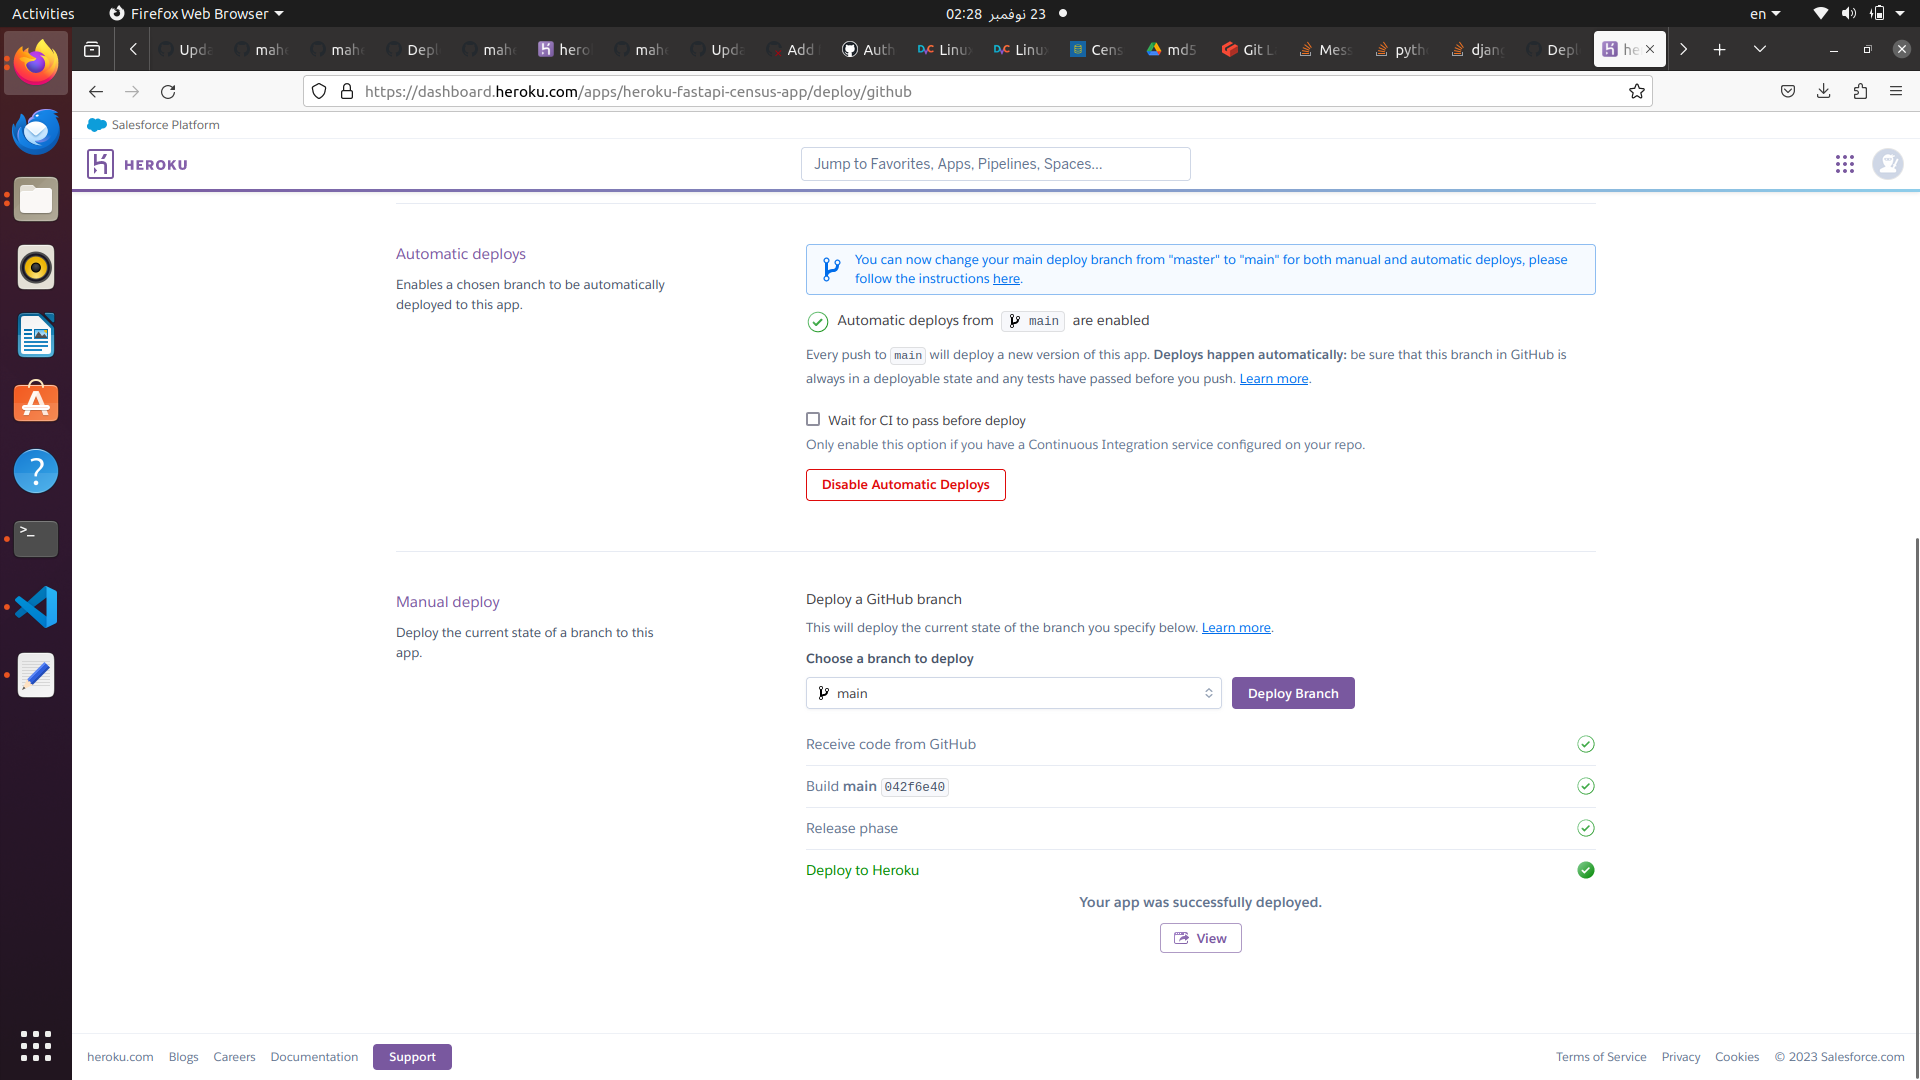 Activities
Firefox Web Browser
23 نوفمبر 02:28
en
Upda
mahe
mahe
Depl
mahe
hero
mahe
Upda
Add
Auth
Linux
Linux
Cens
md5
Git L
Mess
pyth
djang
Depl
he
https://dashboard.heroku.com/apps/heroku-fastapi-census-app/deploy/github
Salesforce Platform
HEROKU
Jump to Favorites, Apps, Pipelines, Spaces...
Automatic deploys
Enables a chosen branch to be automatically
deployed to this app.
You can now change your main deploy branch from "master" to "main" for both manual and automatic deploys, please
follow the instructions here.
Automatic deploys from main are enabled
Every push to main will deploy a new version of this app. Deploys happen automatically: be sure that this branch in GitHub is
always in a deployable state and any tests have passed before you push. Learn more.
Wait for CI to pass before deploy
Only enable this option if you have a Continuous Integration service configured on your repo.
Disable Automatic Deploys
Manual deploy
Deploy the current state of a branch to this
app.
Deploy a GitHub branch
This will deploy the current state of the branch you specify below. Learn more.
Choose a branch to deploy
main
Deploy Branch
Receive code from GitHub
Build main 042f6e40
Release phase
Deploy to Heroku
Your app was successfully deployed.
View
heroku.com
Blogs
Careers
Documentation
Support
Terms of Service
Privacy
Cookies
© 2023 Salesforce.com